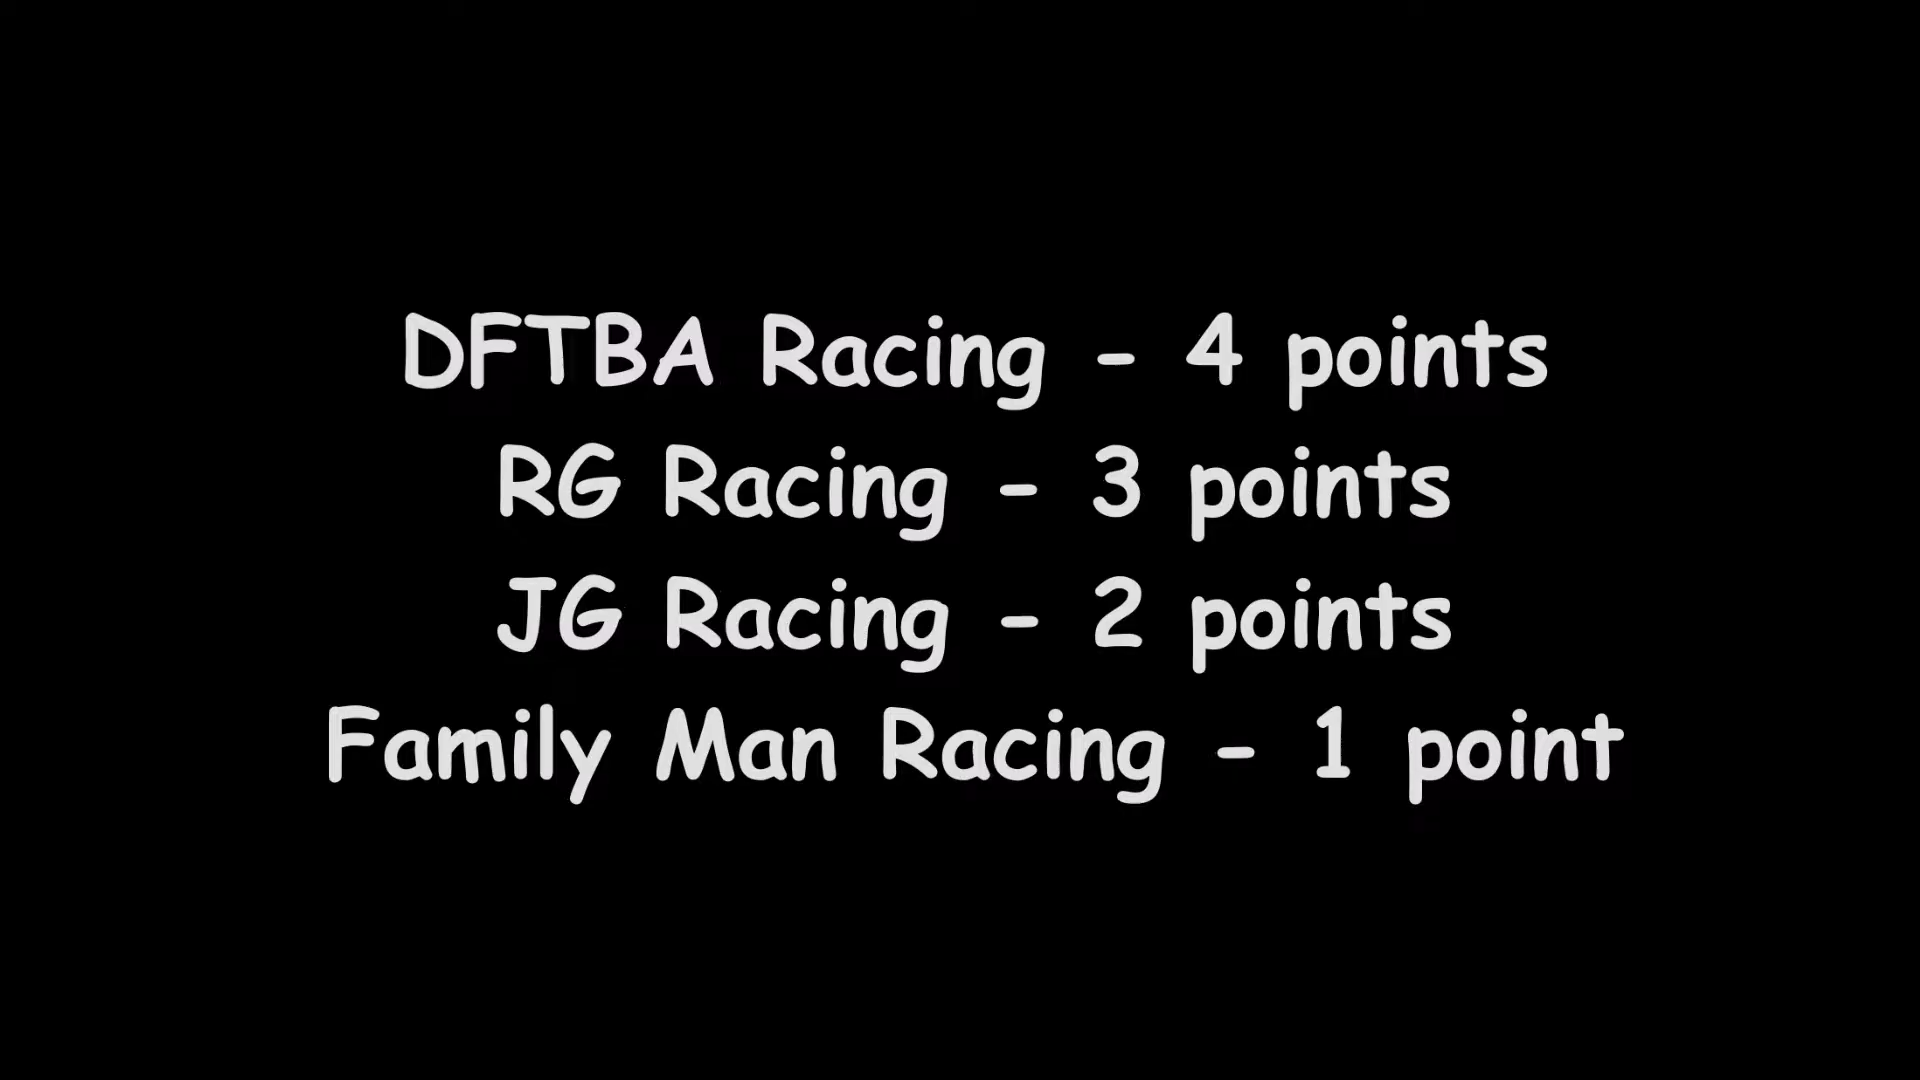 DFTBA Racing - 4 points
RG Racing - 3 points
JG Racing - 2 points
Family Man Racing - 1 point